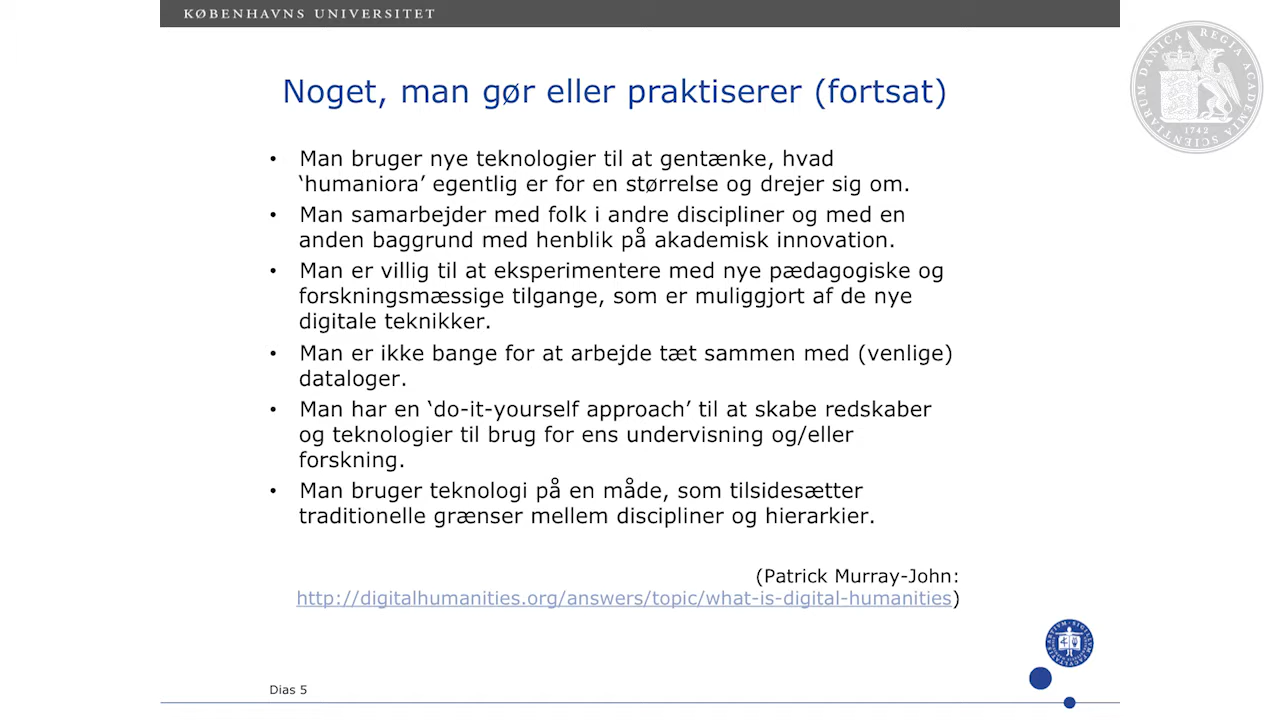 KØBENHAVNS UNIVERSITET
Noget, man gør eller praktiserer (fortsat)
• Man bruger nye teknologier til at gentænke, hvad
‘humaniora’ egentlig er for en størrelse og drejer sig om.
• Man samarbejder med folk i andre discipliner og med en
anden baggrund med henblik på akademisk innovation.
• Man er villig til at eksperimentere med nye pædagogiske og
forskningsmæssige tilgange, som er muliggjort af de nye
digitale teknikker.
• Man er ikke bange for at arbejde tæt sammen med (venlige)
dataloger.
• Man har en ‘do-it-yourself approach’ til at skabe redskaber
og teknologier til brug for ens undervisning og/eller
forskning.
• Man bruger teknologi på en måde, som tilsidesætter
traditionelle grænser mellem discipliner og hierarkier.
(Patrick Murray-John:
http://digitalhumanities.org/answers/topic/what-is-digital-humanities)
Dias 5
REGIA ACADEMIA SCIENTIARUM DANICA
1742